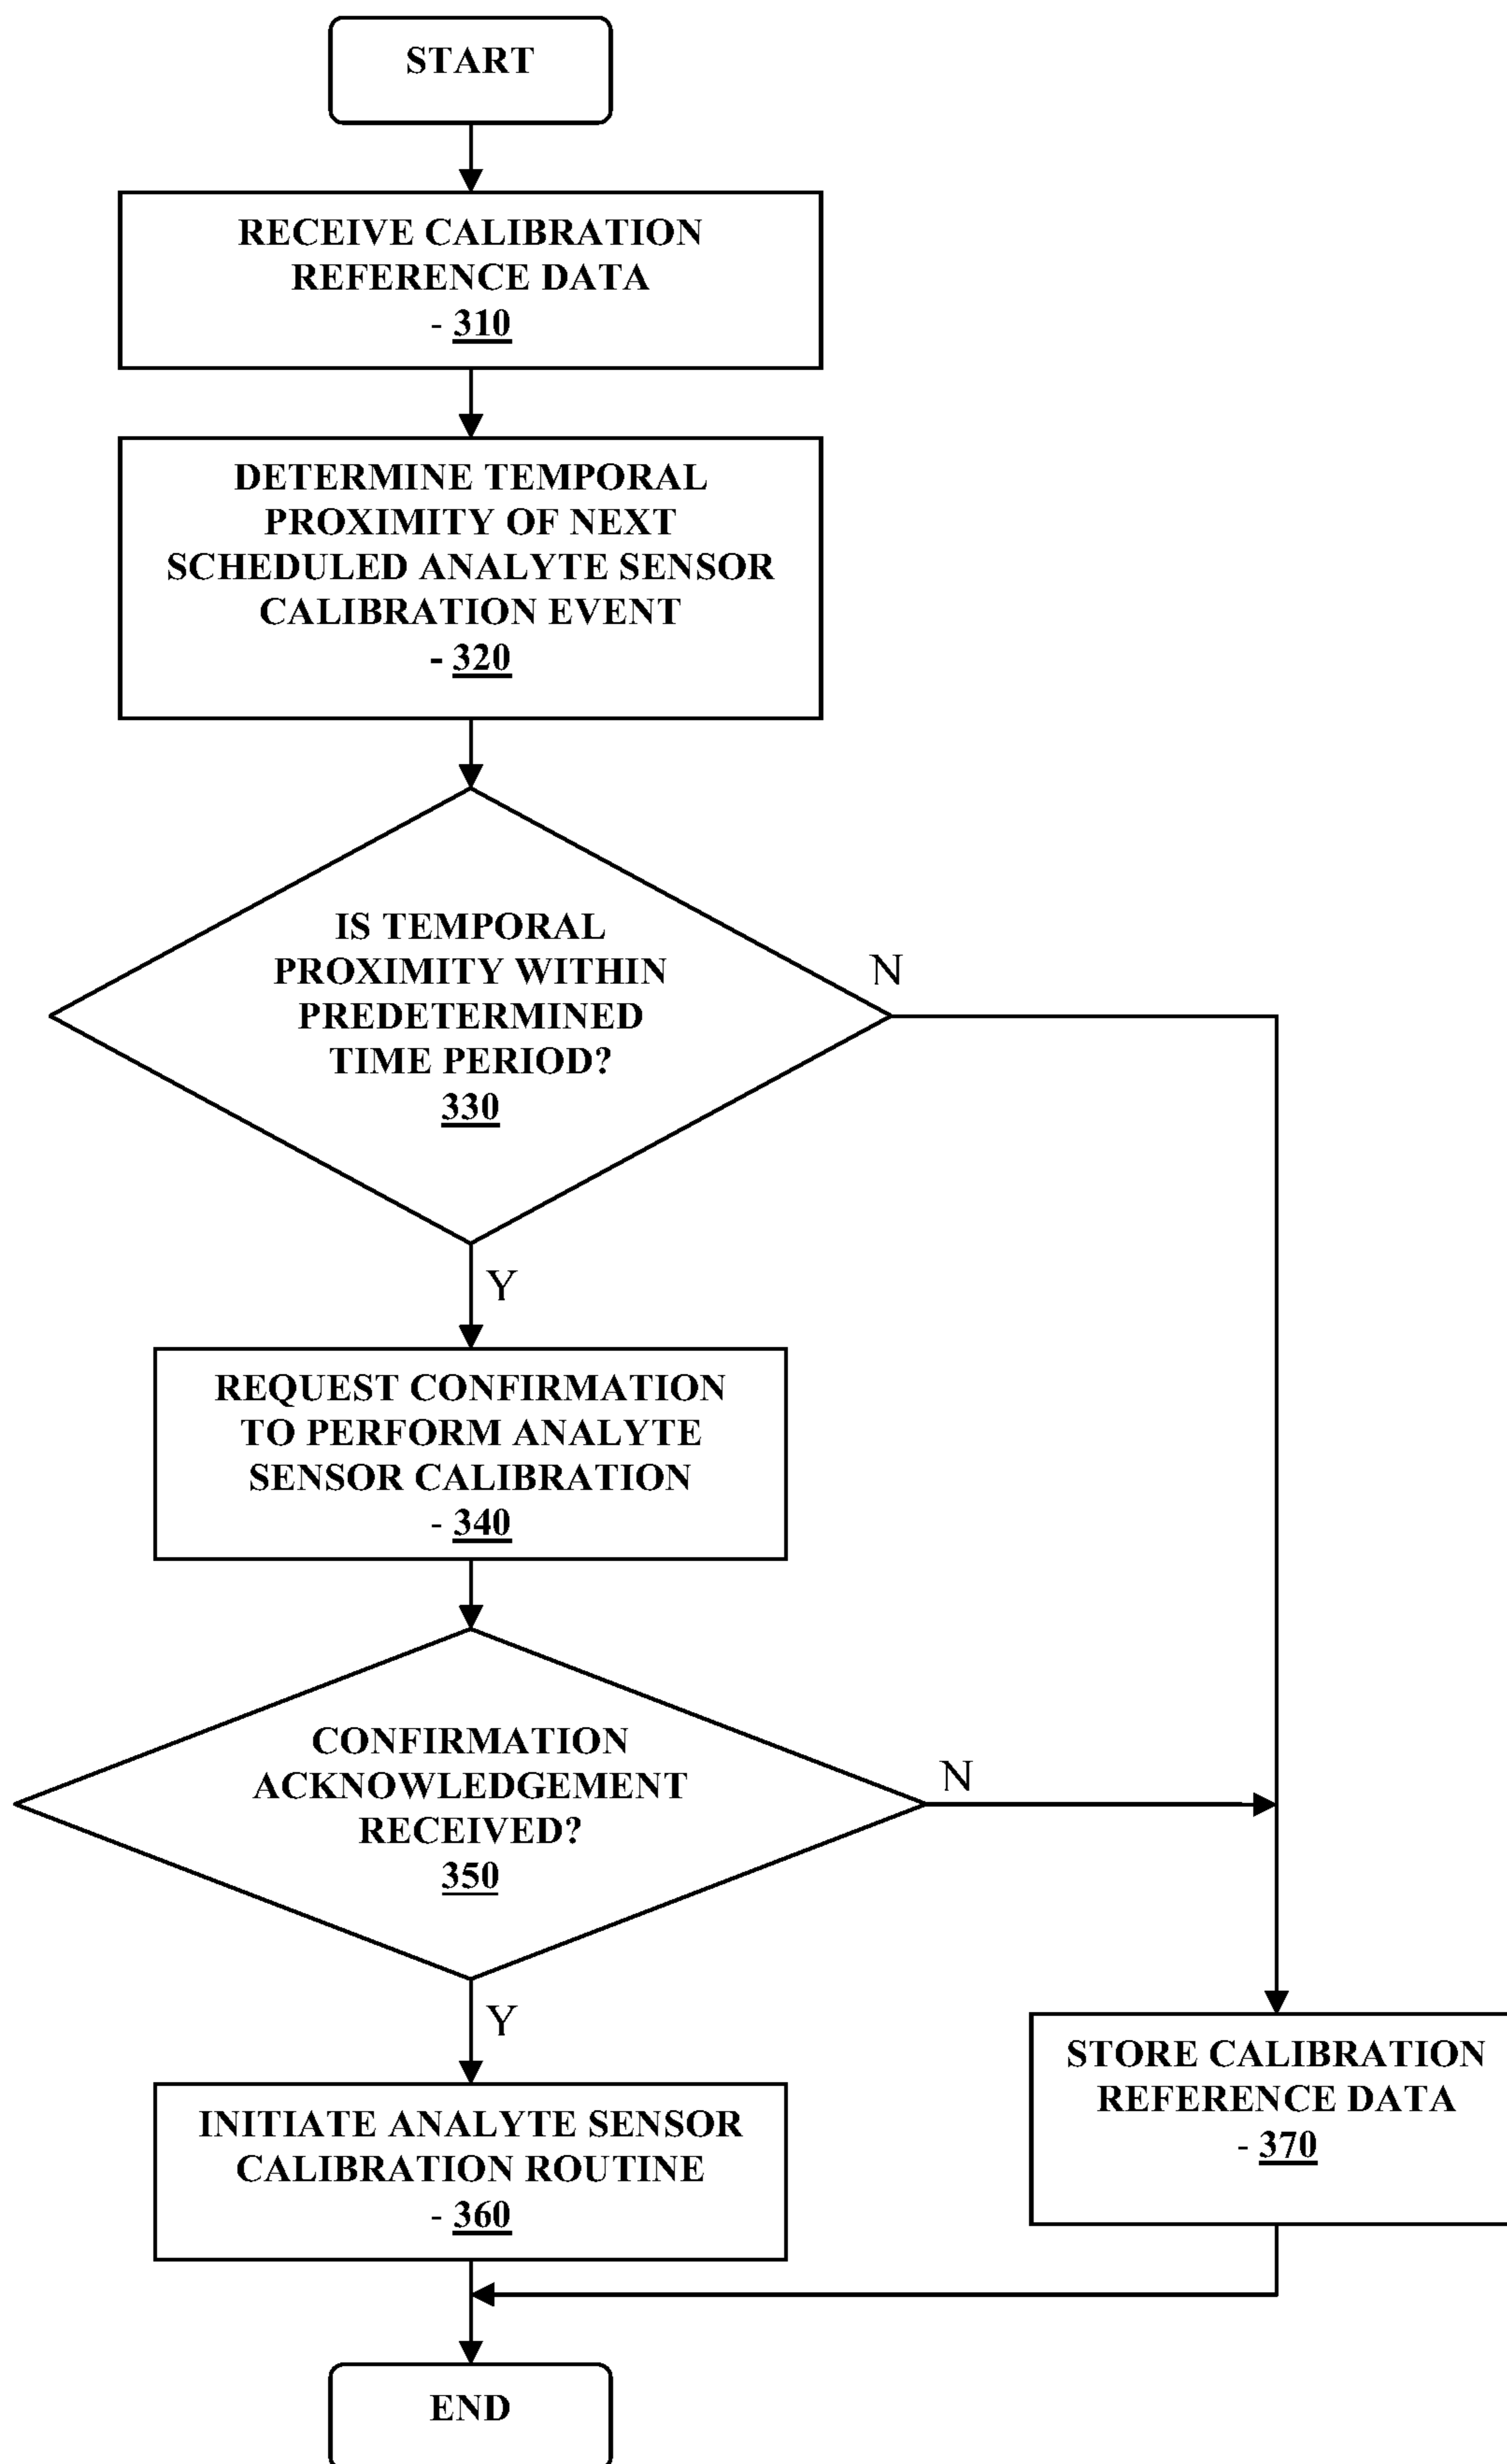 START
RECEIVE CALIBRATION
REFERENCE DATA
- 310
DETERMINE TEMPORAL
PROXIMITY OF NEXT
SCHEDULED ANALYTE SENSOR
CALIBRATION EVENT
- 320
IS TEMPORAL
PROXIMITY WITHIN
PREDETERMINED
TIME PERIOD?
330
N
Y
REQUEST CONFIRMATION
TO PERFORM ANALYTE
SENSOR CALIBRATION
- 340
CONFIRMATION
ACKNOWLEDGEMENT
RECEIVED?
350
N
Y
INITIATE ANALYTE SENSOR
CALIBRATION ROUTINE
- 360
STORE CALIBRATION
REFERENCE DATA
- 370
END